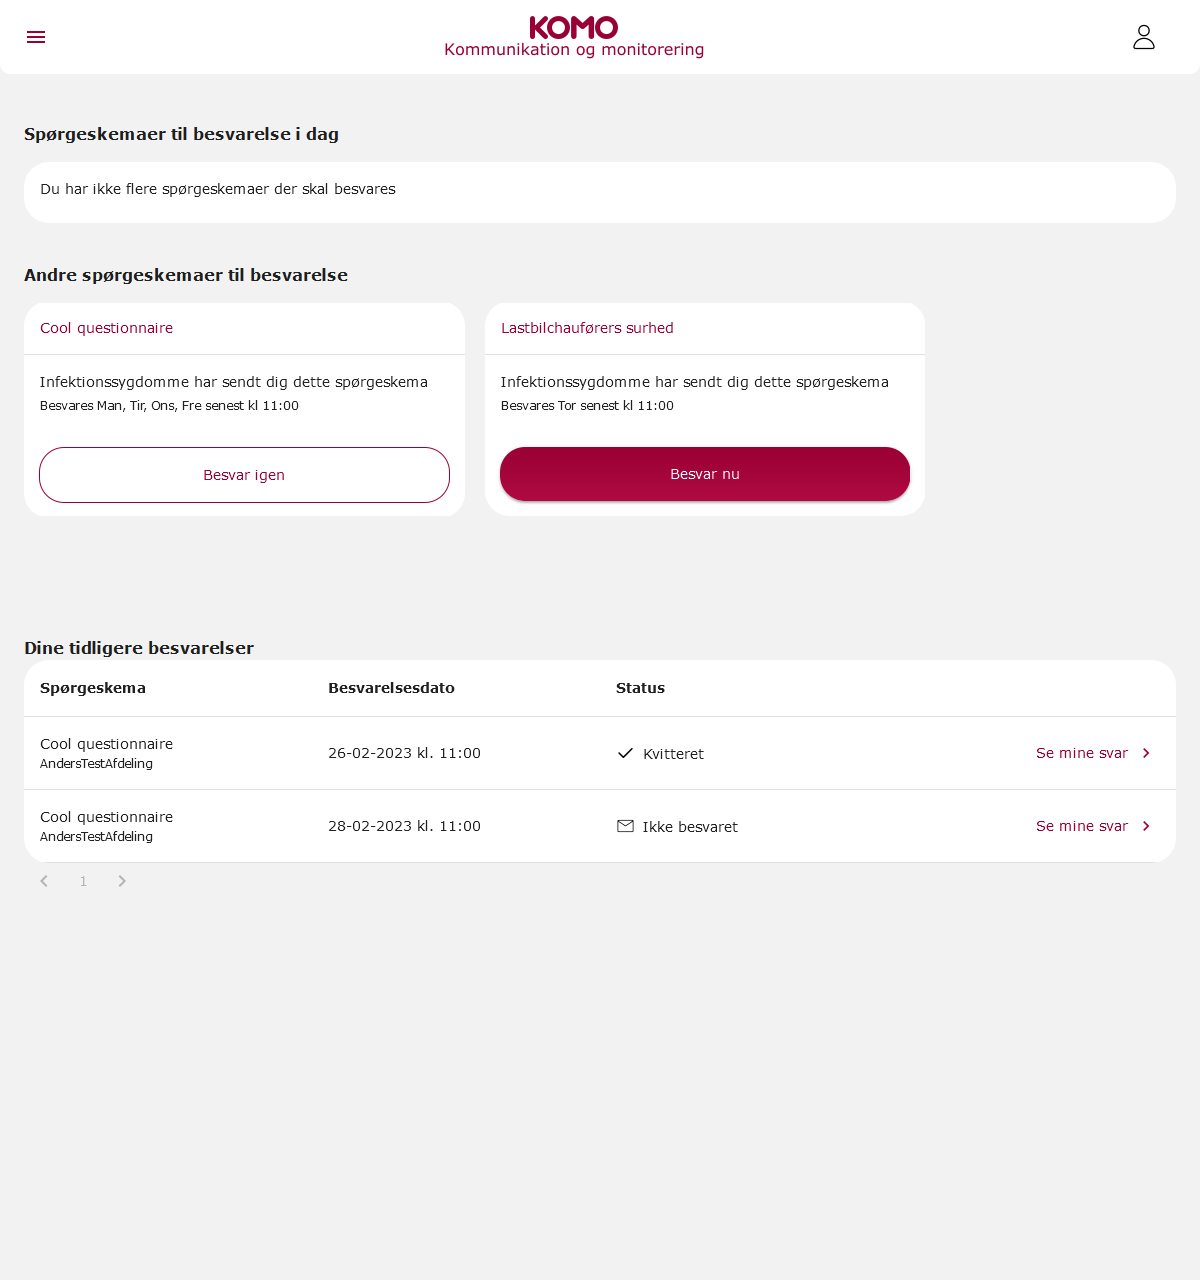 KOMO
Kommunikation og monitorering
Spørgeskemaer til besvarelse i dag
Du har ikke flere spørgeskemaer der skal besvares
Andre spørgeskemaer til besvarelse
Cool questionnaire
Infektionssygdomme har sendt dig dette spørgeskema
Besvares Man, Tir, Ons, Fre senest kl 11:00
Besvar igen
Lastbilchauførers surhed
Infektionssygdomme har sendt dig dette spørgeskema
Besvares Tor senest kl 11:00
Besvar nu
Dine tidligere besvarelser
Spørgeskema Besvarelsesdato Status
Cool questionnaire
AndersTestAfdeling
26-02-2023 kl. 11:00 Kvitteret Se mine svar
Cool questionnaire
AndersTestAfdeling
28-02-2023 kl. 11:00 Ikke besvaret Se mine svar
1